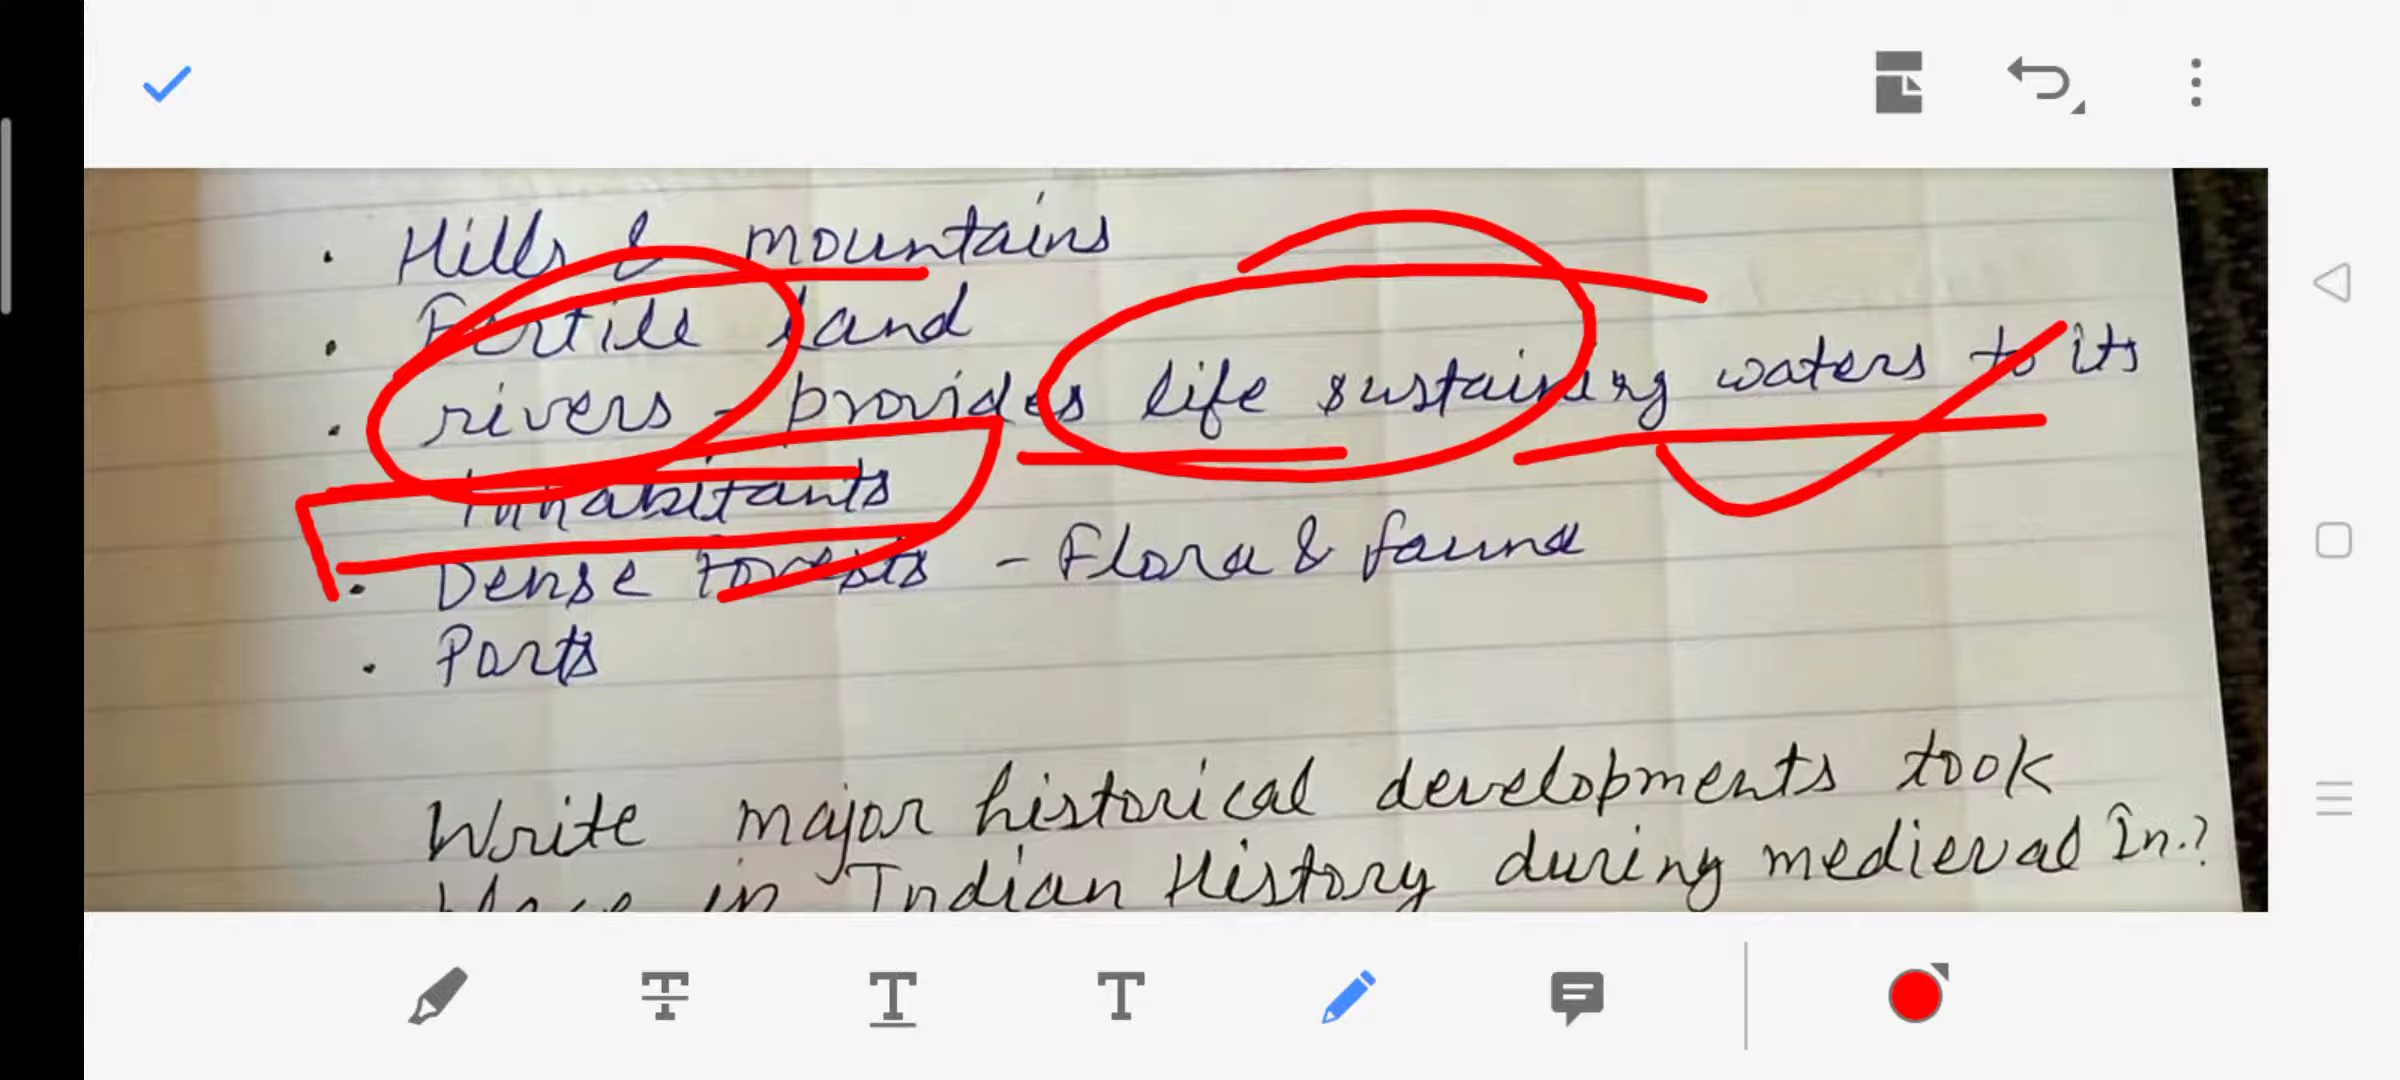 . Hills & mountains
. Fertile land
. rivers - provides life sustaining waters to its
inhabitants
. Dense forests - Flora & fauna
. Ports
Write major historical developments took
place in Indian History during medieval In.?